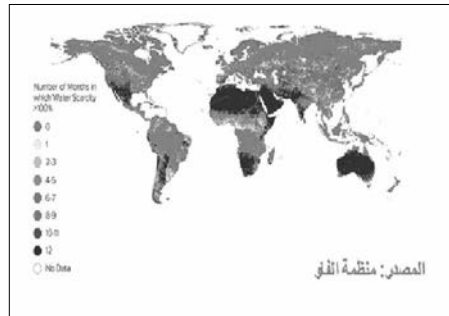 Number of Months in
which Water Scarcity
>100%
0
1
2-3
4-5
6-7
8-9
10-11
12
No Data
المصدر: منظمة الفاو